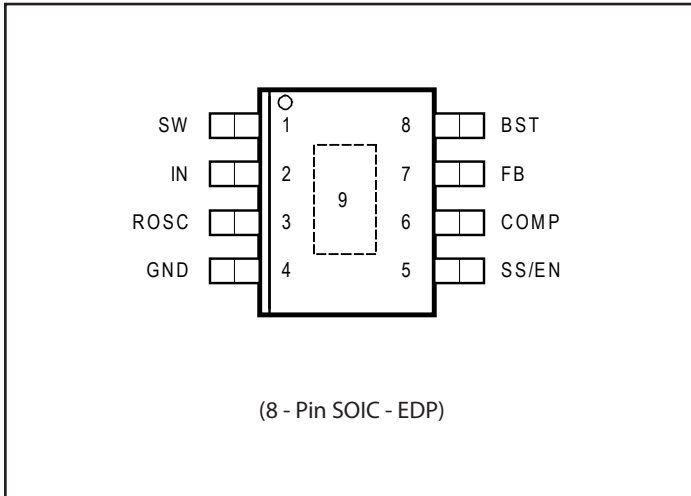 SW 1 8 BST
IN 2 7 FB
9
ROSC 3 6 COMP
GND 4 5 SS/EN
(8 - Pin SOIC - EDP)